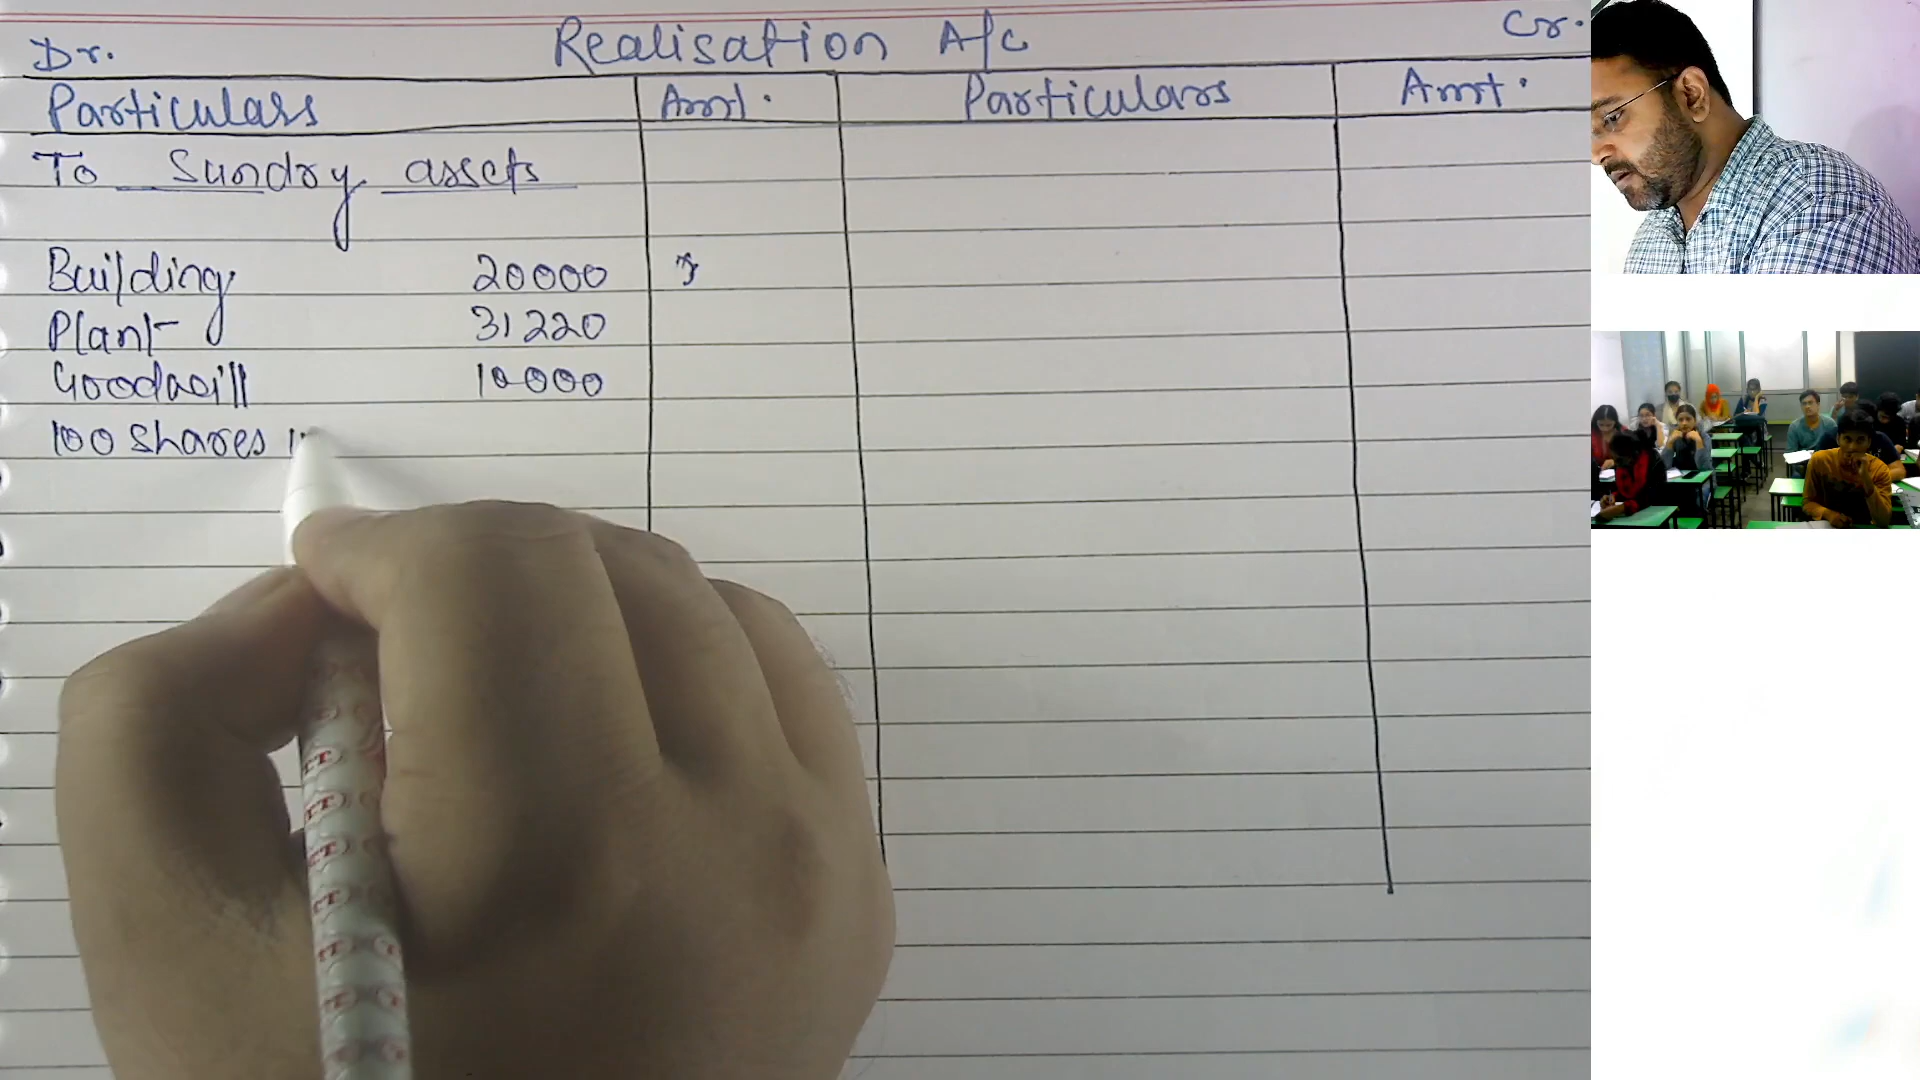 Dr. Realisation A/c Cr.
Particulars Amt. Particulars Amt.
To Sundry assets
Building 20000
Plant 31220
Goodwill 10000
100 Shares